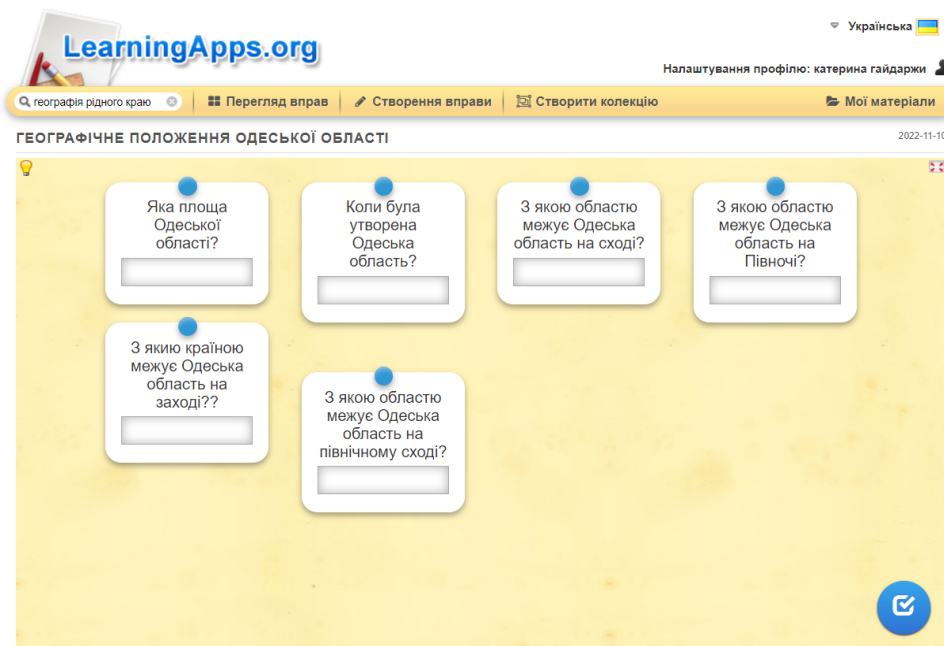 LearningApps.org
Українська
Налаштування профілю: катерина гайдаржи
географія рідного краю
Перегляд вправ
Створення вправи
Створити колекцію
Мої матеріали
ГЕОГРАФІЧНЕ ПОЛОЖЕННЯ ОДЕСЬКОЇ ОБЛАСТІ
2022-11-10
Яка площа
Одеської
області?
Коли була
утворена
Одеська
область?
З якою областю
межує Одеська
область на сході?
З якою областю
межує Одеська
область на
Півночі?
З якию країною
межує Одеська
область на
заході??
З якою областю
межує Одеська
область на
північному сході?